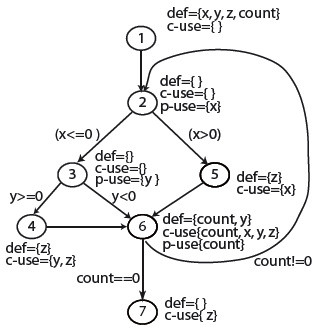 def={x, y, z, count}
c-use={ }
1
def={ }
c-use={ }
p-use={x}
2
(x<=0 )
(x>0)
def={}
c-use={}
p-use={y }
3
5
def={z}
c-use={x}
y>=0
y<0
4
6
def={count, y}
c-use{count, x, y, z}
p-use{count}
def={z}
c-use={y, z}
count!=0
count==0
7
def={ }
c-use{ z}